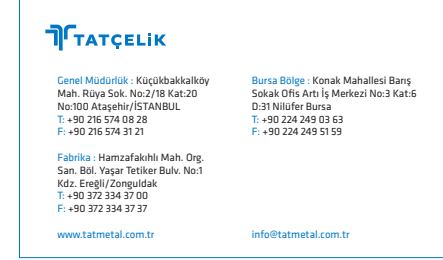 TATÇELİK
Genel Müdürlük : Küçükbakkalköy
Mah. Rüya Sok. No:2/18 Kat:20
No:100 Ataşehir/İSTANBUL
T: +90 216 574 08 28
F: +90 216 574 31 21
Bursa Bölge : Konak Mahallesi Barış
Sokak Ofis Artı İş Merkezi No:3 Kat:6
D:31 Nilüfer Bursa
T: +90 224 249 03 63
F: +90 224 249 51 59
Fabrika : Hamzafakıhlı Mah. Org.
San. Böl. Yaşar Tetiker Bulv. No:1
Kdz. Ereğli/Zonguldak
T: +90 372 334 37 00
F: +90 372 334 37 37
www.tatmetal.com.tr
info@tatmetal.com.tr